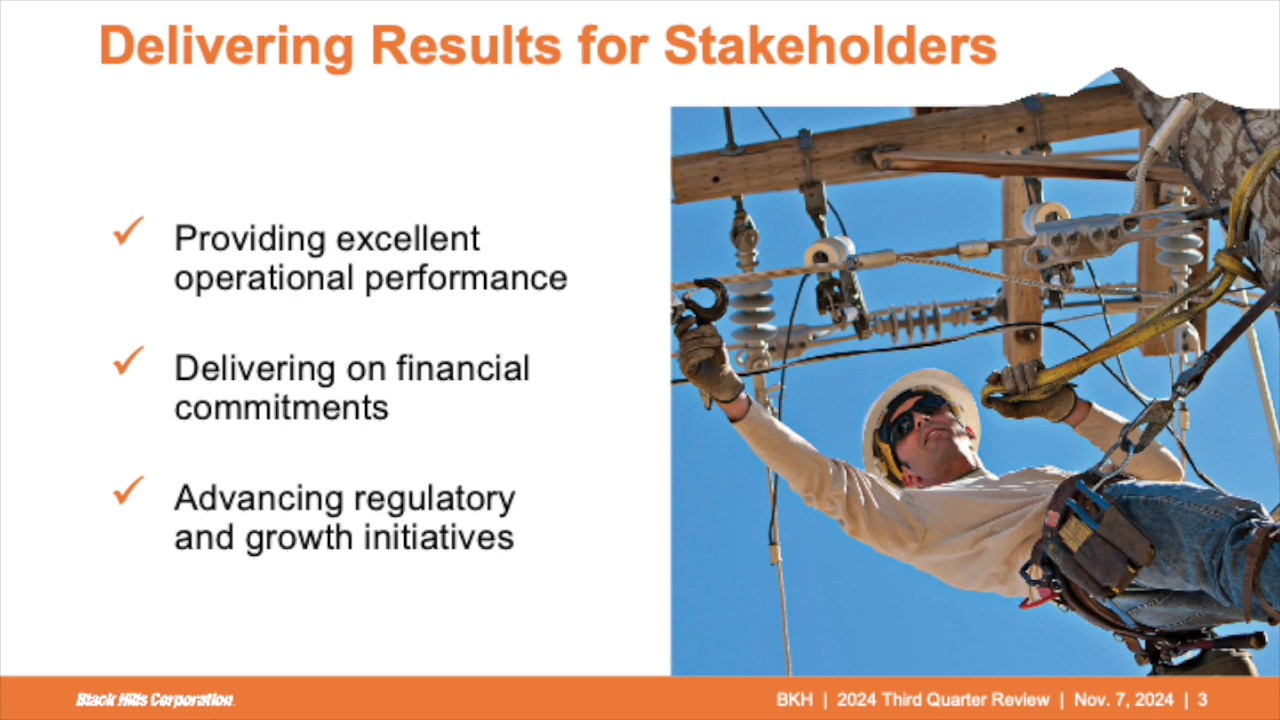 Delivering Results for Stakeholders
Providing excellent
operational performance
Delivering on financial
commitments
Advancing regulatory
and growth initiatives
Black Hills Corporation
BKH | 2024 Third Quarter Review | Nov. 7, 2024 | 3